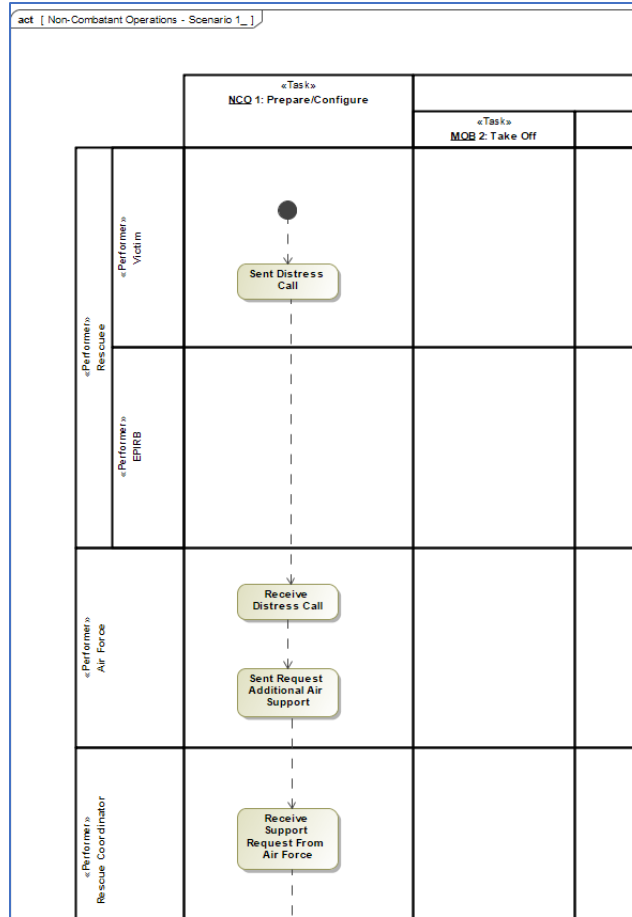 act [ Non-Combatant Operations - Scenario 1_ ]
«Task»
NCO 1: Prepare/Configure
«Task»
MOB 2: Take Off
«Performer»
Rescuee
«Performer»
Victim
Sent Distress
Call
«Performer»
EPIRB
«Performer»
Air Force
Receive
Distress Call
Sent Request
Additional Air
Support
«Performer»
Rescue Coordinator
Receive
Support
Request From
Air Force